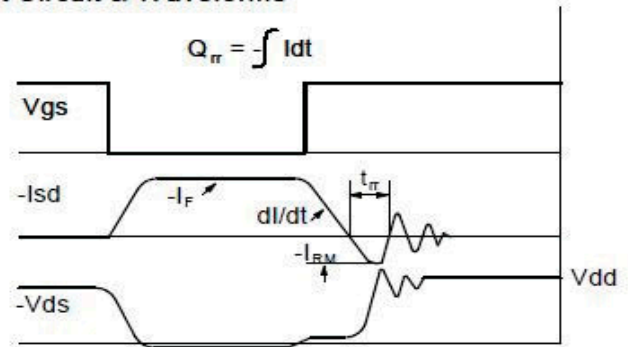 Circuit & Waveforms
Qrr = -∫ Idt
Vgs
-Isd
-IF
dI/dt
trr
-IRM
Vdd
-Vds